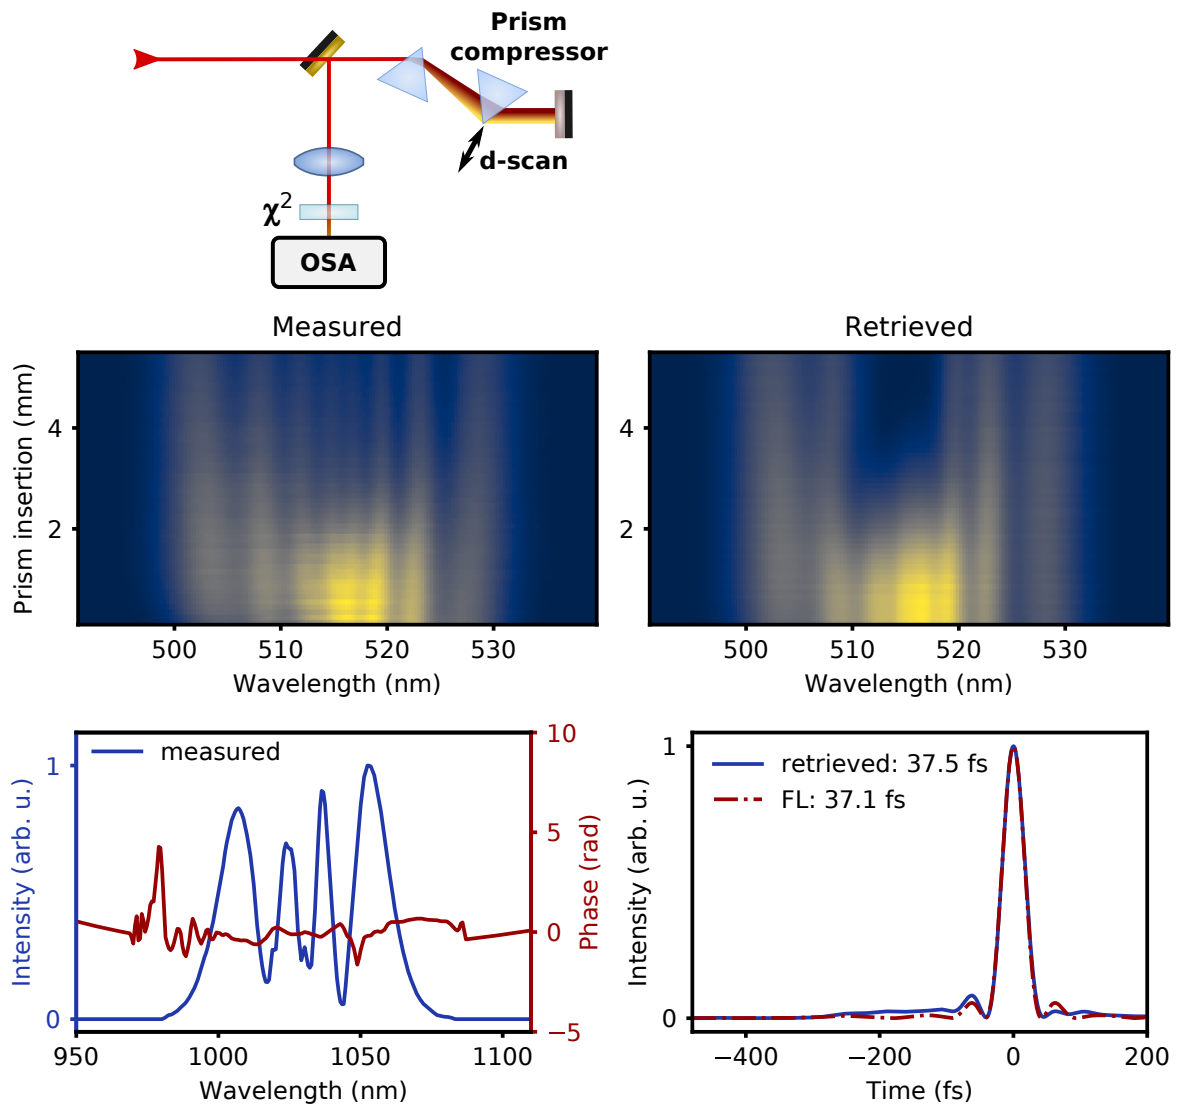 Prism
compressor
d-scan
χ²
OSA
Measured
Retrieved
Prism insertion (mm)
4
2
500 510 520 530
Wavelength (nm)
4
2
500 510 520 530
Wavelength (nm)
measured
Intensity (arb. u.)
1
0
10
5
0
−5
Phase (rad)
950 1000 1050 1100
Wavelength (nm)
retrieved: 37.5 fs
FL: 37.1 fs
Intensity (arb. u.)
1
0
−400 −200 0 200
Time (fs)